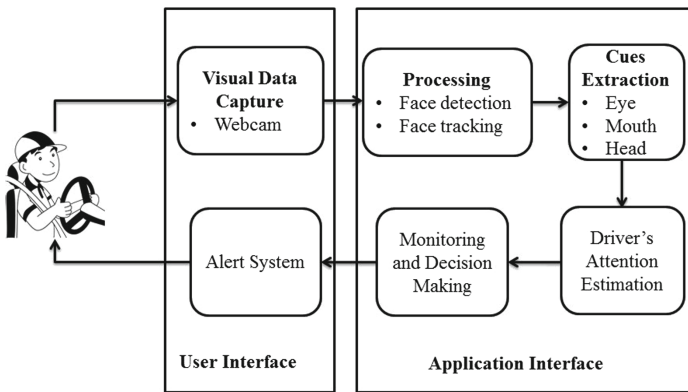 Visual Data
Capture
• Webcam
Processing
• Face detection
• Face tracking
Cues
Extraction
• Eye
• Mouth
• Head
Alert System
Monitoring
and Decision
Making
Driver's
Attention
Estimation
User Interface
Application Interface